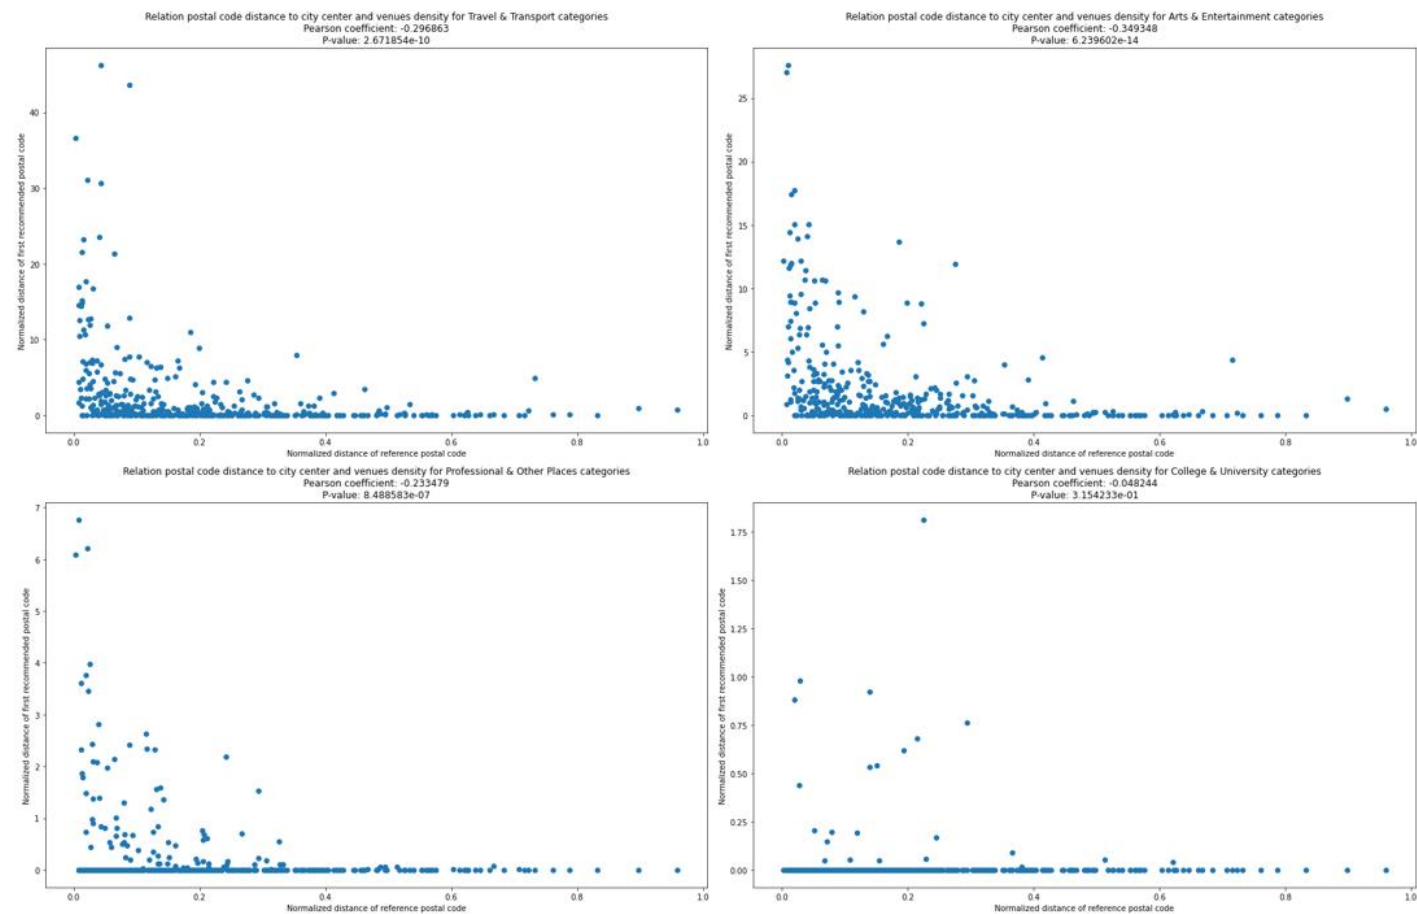 Relation postal code distance to city center and venues density for Travel & Transport categories
Pearson coefficient: -0.296863
P-value: 2.671854e-10
Normalized distance of first recommended postal code
40
30
20
10
0
0.0 0.2 0.4 0.6 0.8 1.0
Normalized distance of reference postal code
Relation postal code distance to city center and venues density for Arts & Entertainment categories
Pearson coefficient: -0.349348
P-value: 6.239602e-14
Normalized distance of first recommended postal code
25
20
15
10
5
0
0.0 0.2 0.4 0.6 0.8 1.0
Normalized distance of reference postal code
Relation postal code distance to city center and venues density for Professional & Other Places categories
Pearson coefficient: -0.233479
P-value: 8.488583e-07
Normalized distance of first recommended postal code
7
6
5
4
3
2
1
0
0.0 0.2 0.4 0.6 0.8 1.0
Normalized distance of reference postal code
Relation postal code distance to city center and venues density for College & University categories
Pearson coefficient: -0.048244
P-value: 3.154233e-01
Normalized distance of first recommended postal code
1.75
1.50
1.25
1.00
0.75
0.50
0.25
0.00
0.0 0.2 0.4 0.6 0.8 1.0
Normalized distance of reference postal code